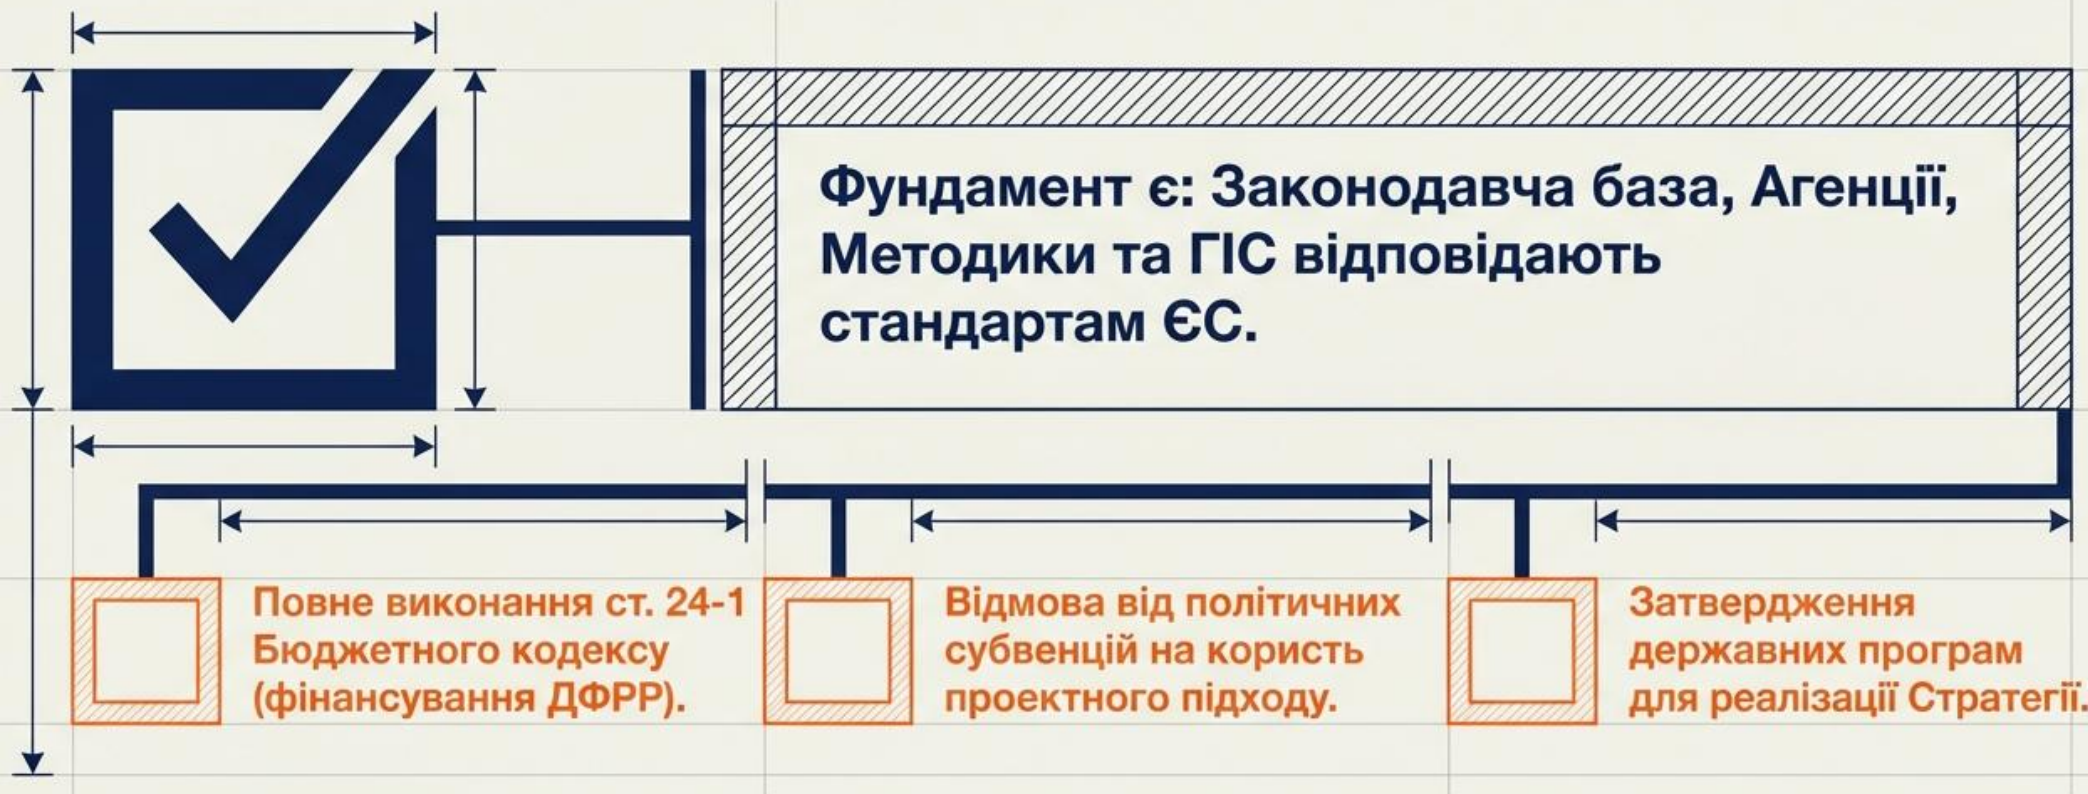 Фундамент є: Законодавча база, Агенції,
Методики та ГІС відповідають
стандартам ЄС.
Повне виконання ст. 24-1
Бюджетного кодексу
(фінансування ДФРР).
Відмова від політичних
субвенцій на користь
проектного підходу.
Затвердження
державних програм
для реалізації Стратегії.